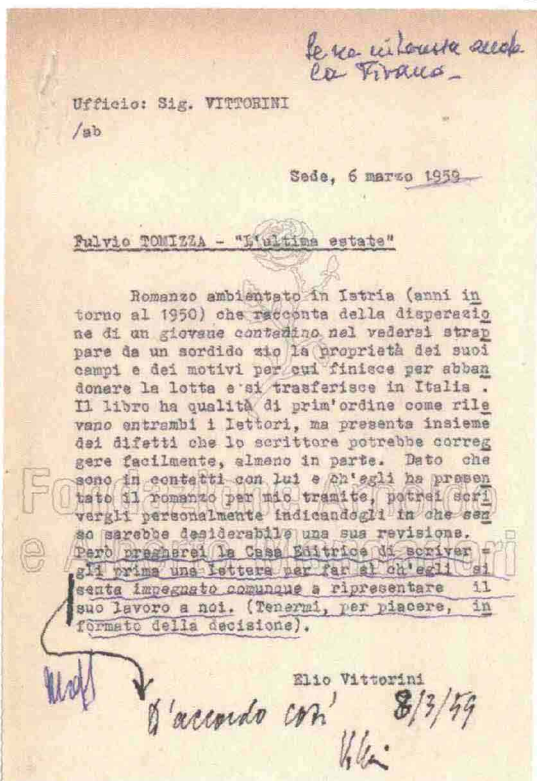 la Tirano -
Ufficio: Sig. VITTORINI
/ab
Sede, 6 marzo 1959
Fulvio TOMIZZA - "L'ultima estate"
Romanzo ambientato in Istria (anni in
torno al 1950) che racconta della disperazio
ne di un giovane contadino nel vedersi strap
pare da un sordido zio la proprietà dei suoi
campi e dei motivi per cui finisce per abban
donare la lotta e si trasferisce in Italia .
Il libro ha qualità di prim'ordine come rile
vano entrambi i lettori, ma presenta insieme
dei difetti che lo scrittore potrebbe correg
gere facilmente, almeno in parte. Dato che
sono in contatti con lui e ch'egli ha presen
tato il romanzo per mio tramite, potrei scri
vergli personalmente indicandogli in che sen
so sarebbe desiderabile una sua revisione.
Però pregherei la Casa Editrice di scriver =
gli prima una lettera per far sì ch'egli si
senta impegnato comunque a ripresentare il
suo lavoro a noi. (Tenermi, per piacere, in
formato della decisione).
Elio Vittorini
D'accordo così 8/3/59
Fondazione Arnoldo
e Alberto Mondadori